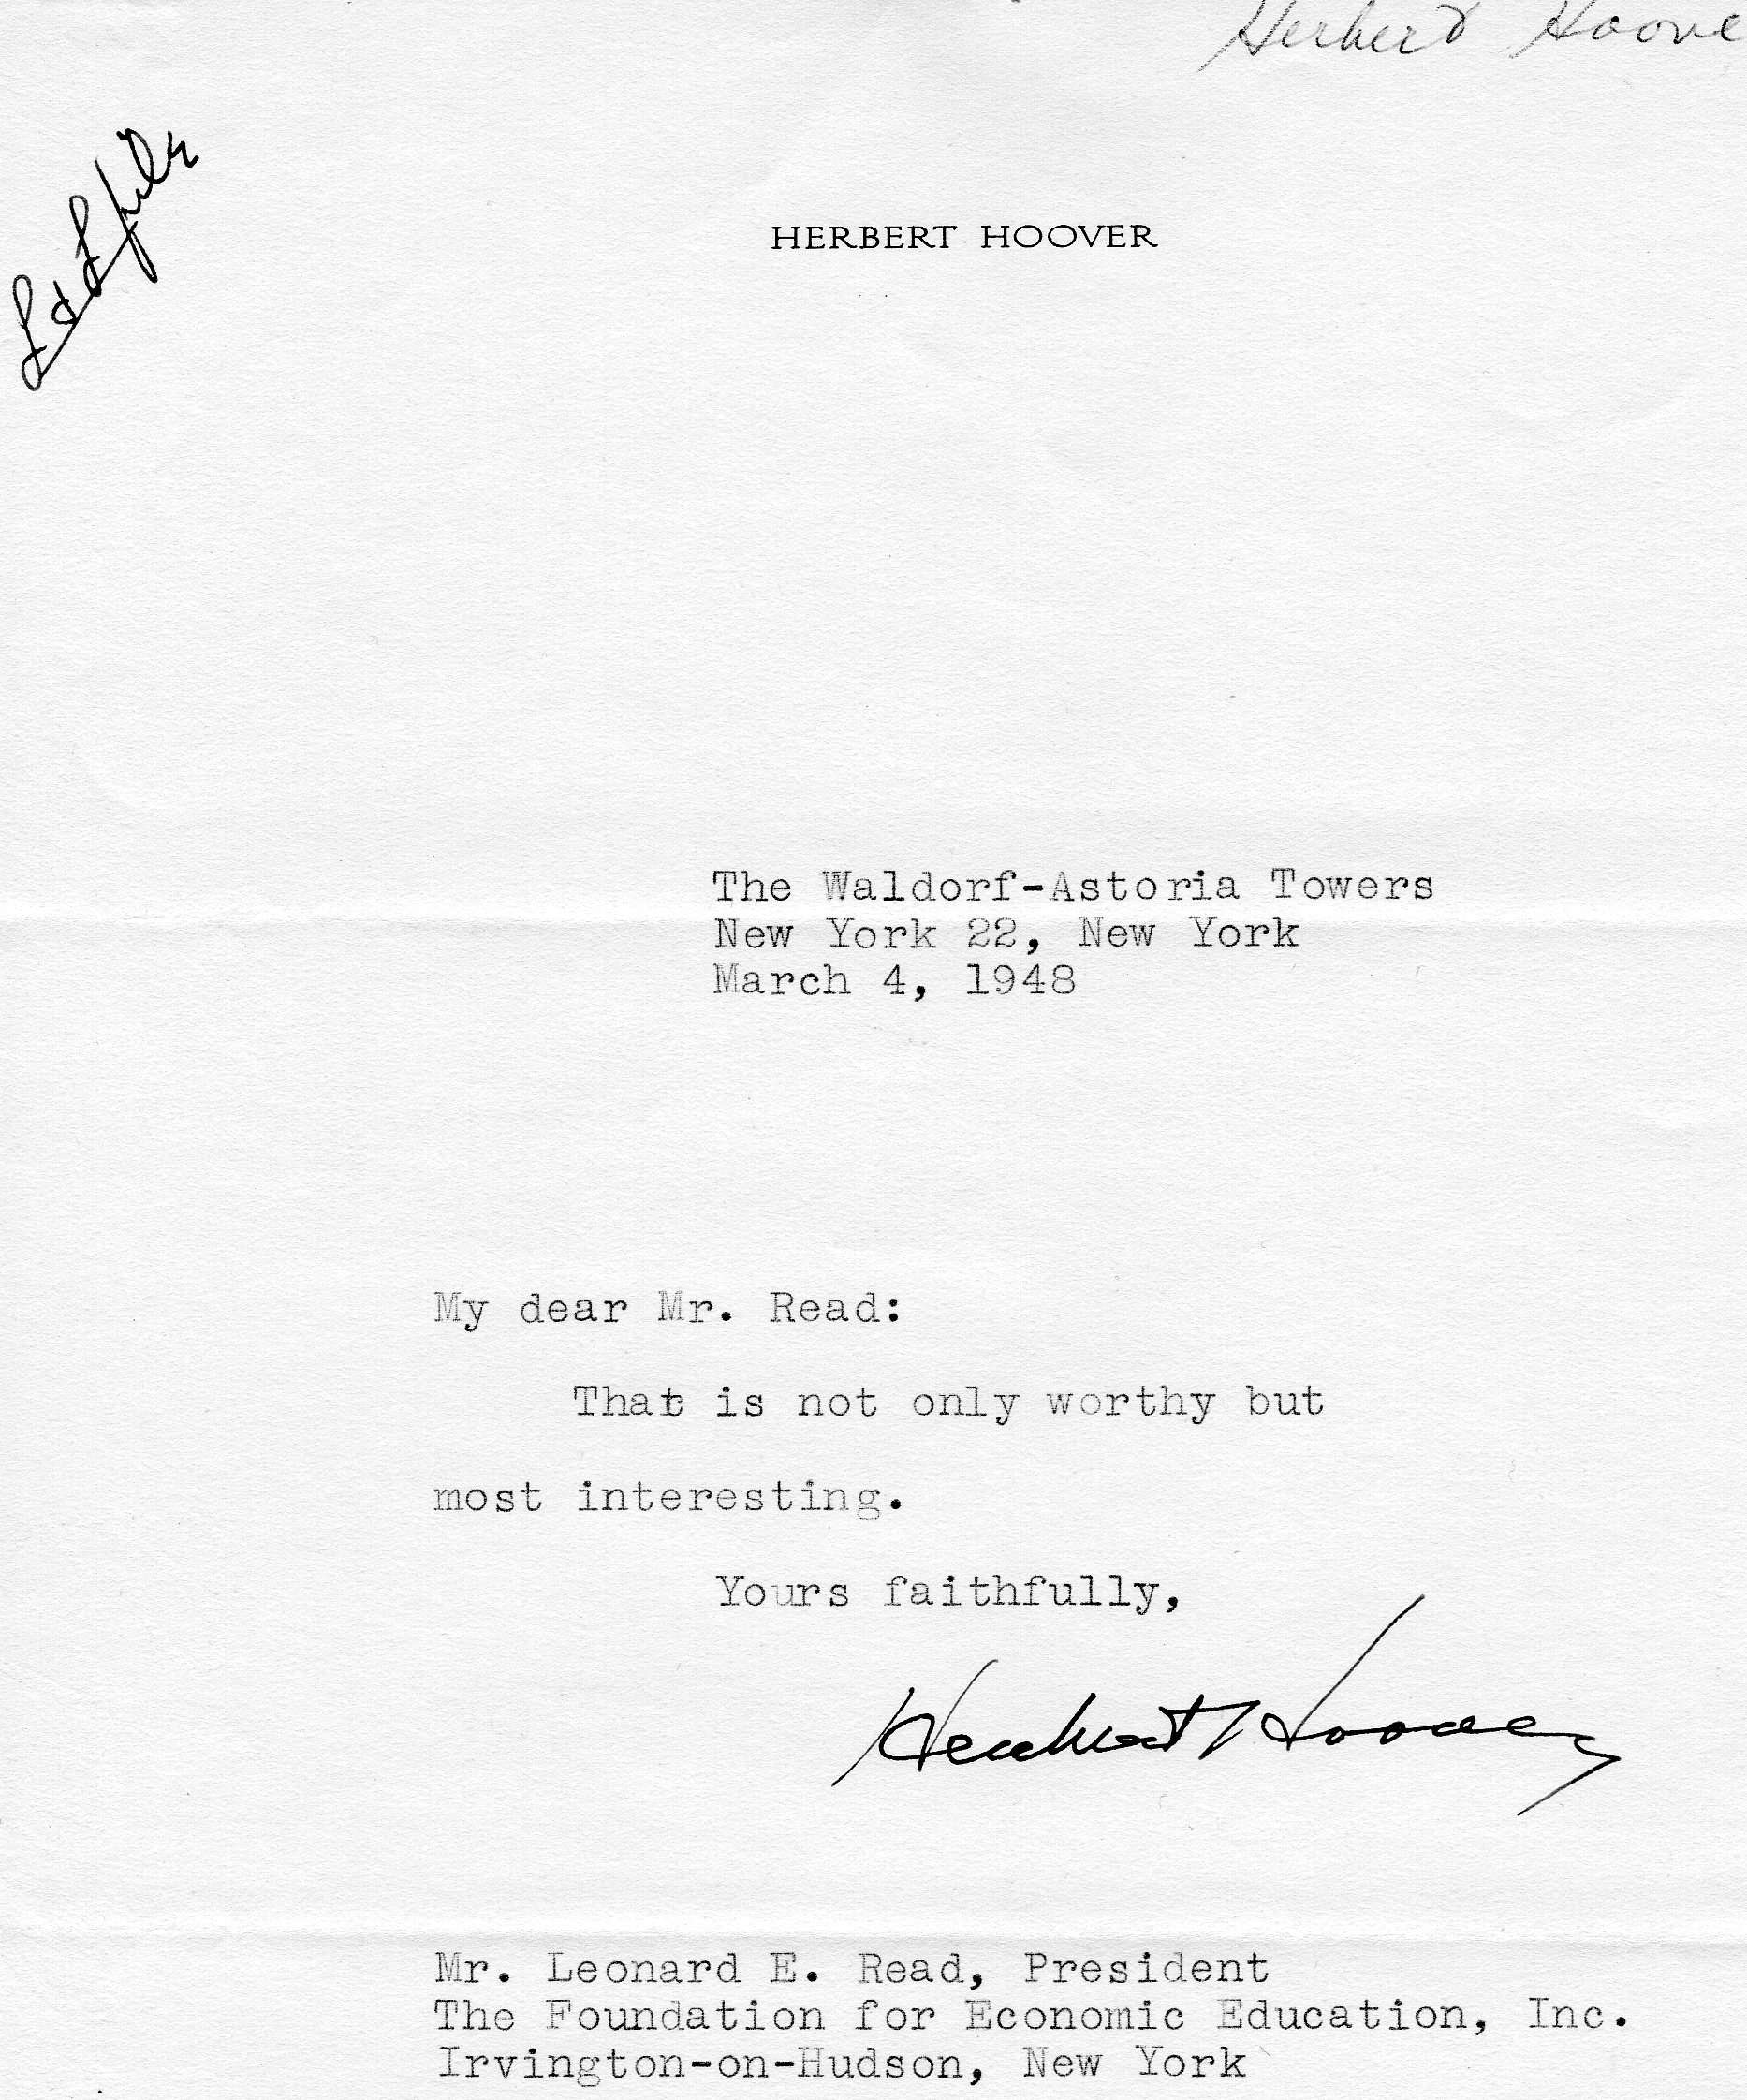 Herbert Hoove
L & L file
HERBERT HOOVER
The Waldorf-Astoria Towers
New York 22, New York
March 4, 1948
My dear Mr. Read:
That is not only worthy but
most interesting.
Yours faithfully,
Herbert Hoover
Mr. Leonard E. Read, President
The Foundation for Economic Education, Inc.
Irvington-on-Hudson, New York